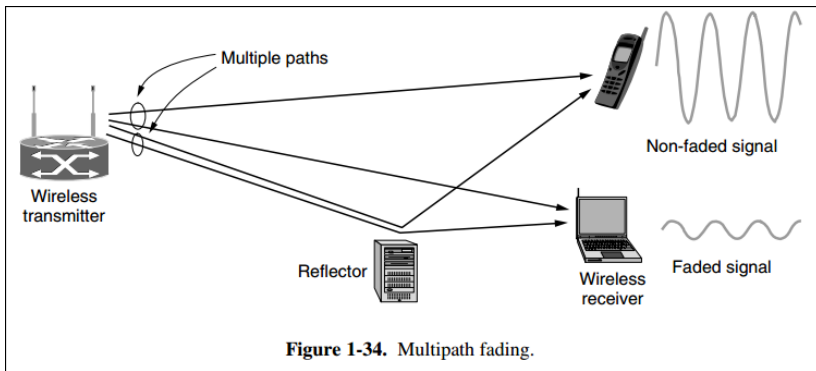 Multiple paths
Non-faded signal
Wireless
transmitter
Reflector
Wireless
receiver
Faded signal
Figure 1-34. Multipath fading.